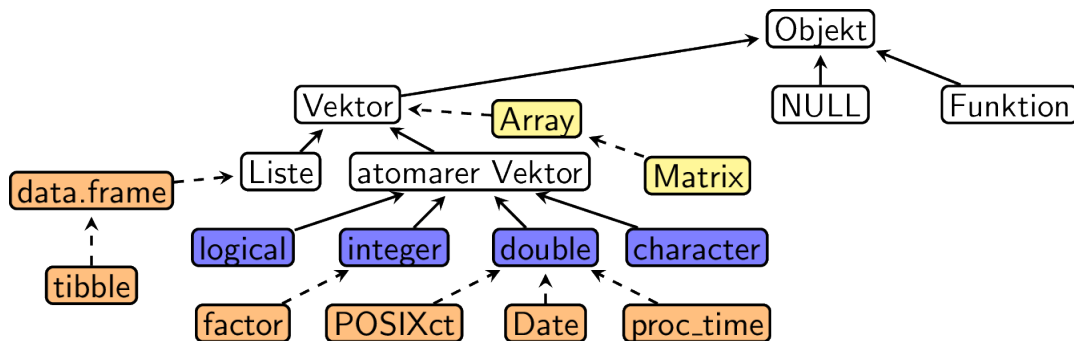 Objekt
Vektor
Array
NULL
Funktion
Liste
atomarer Vektor
Matrix
data.frame
logical
integer
double
character
tibble
factor
POSIXct
Date
proc_time